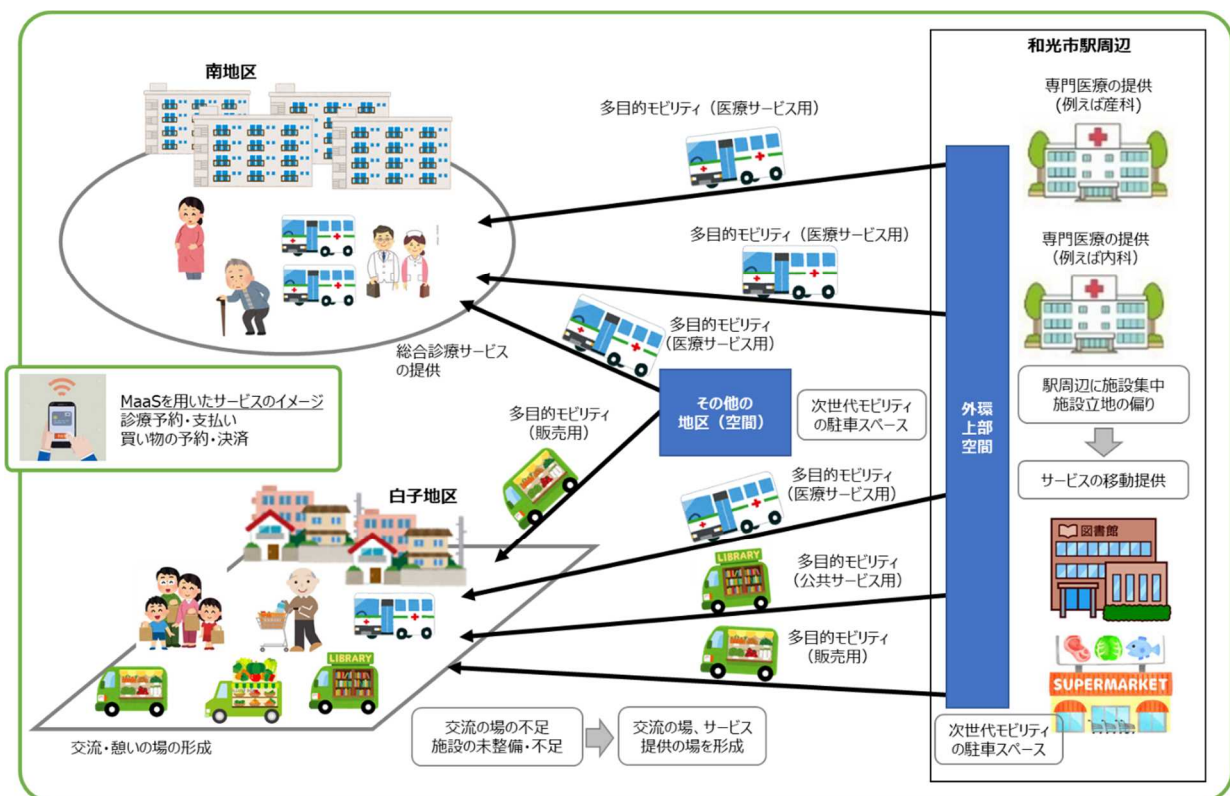 和光市駅周辺
南地区
専門医療の提供
(例えば産科)
多目的モビリティ（医療サービス用）
多目的モビリティ（医療サービス用）
専門医療の提供
(例えば内科)
多目的モビリティ
(医療サービス用)
総合診療サービス
の提供
MaaSを用いたサービスのイメージ
診療予約・支払い
買い物の予約・決済
多目的モビリティ
(販売用)
その他の
地区（空間）
次世代モビリティ
の駐車スペース
外環
上部
空間
駅周辺に施設集中
施設立地の偏り
サービスの移動提供
白子地区
多目的モビリティ
(医療サービス用)
図書館
LIBRARY
多目的モビリティ
(公共サービス用)
多目的モビリティ
(販売用)
LIBRARY
SUPERMARKET
交流・憩いの場の形成
交流の場の不足
施設の未整備・不足
交流の場、サービス
提供の場を形成
次世代モビリティ
の駐車スペース